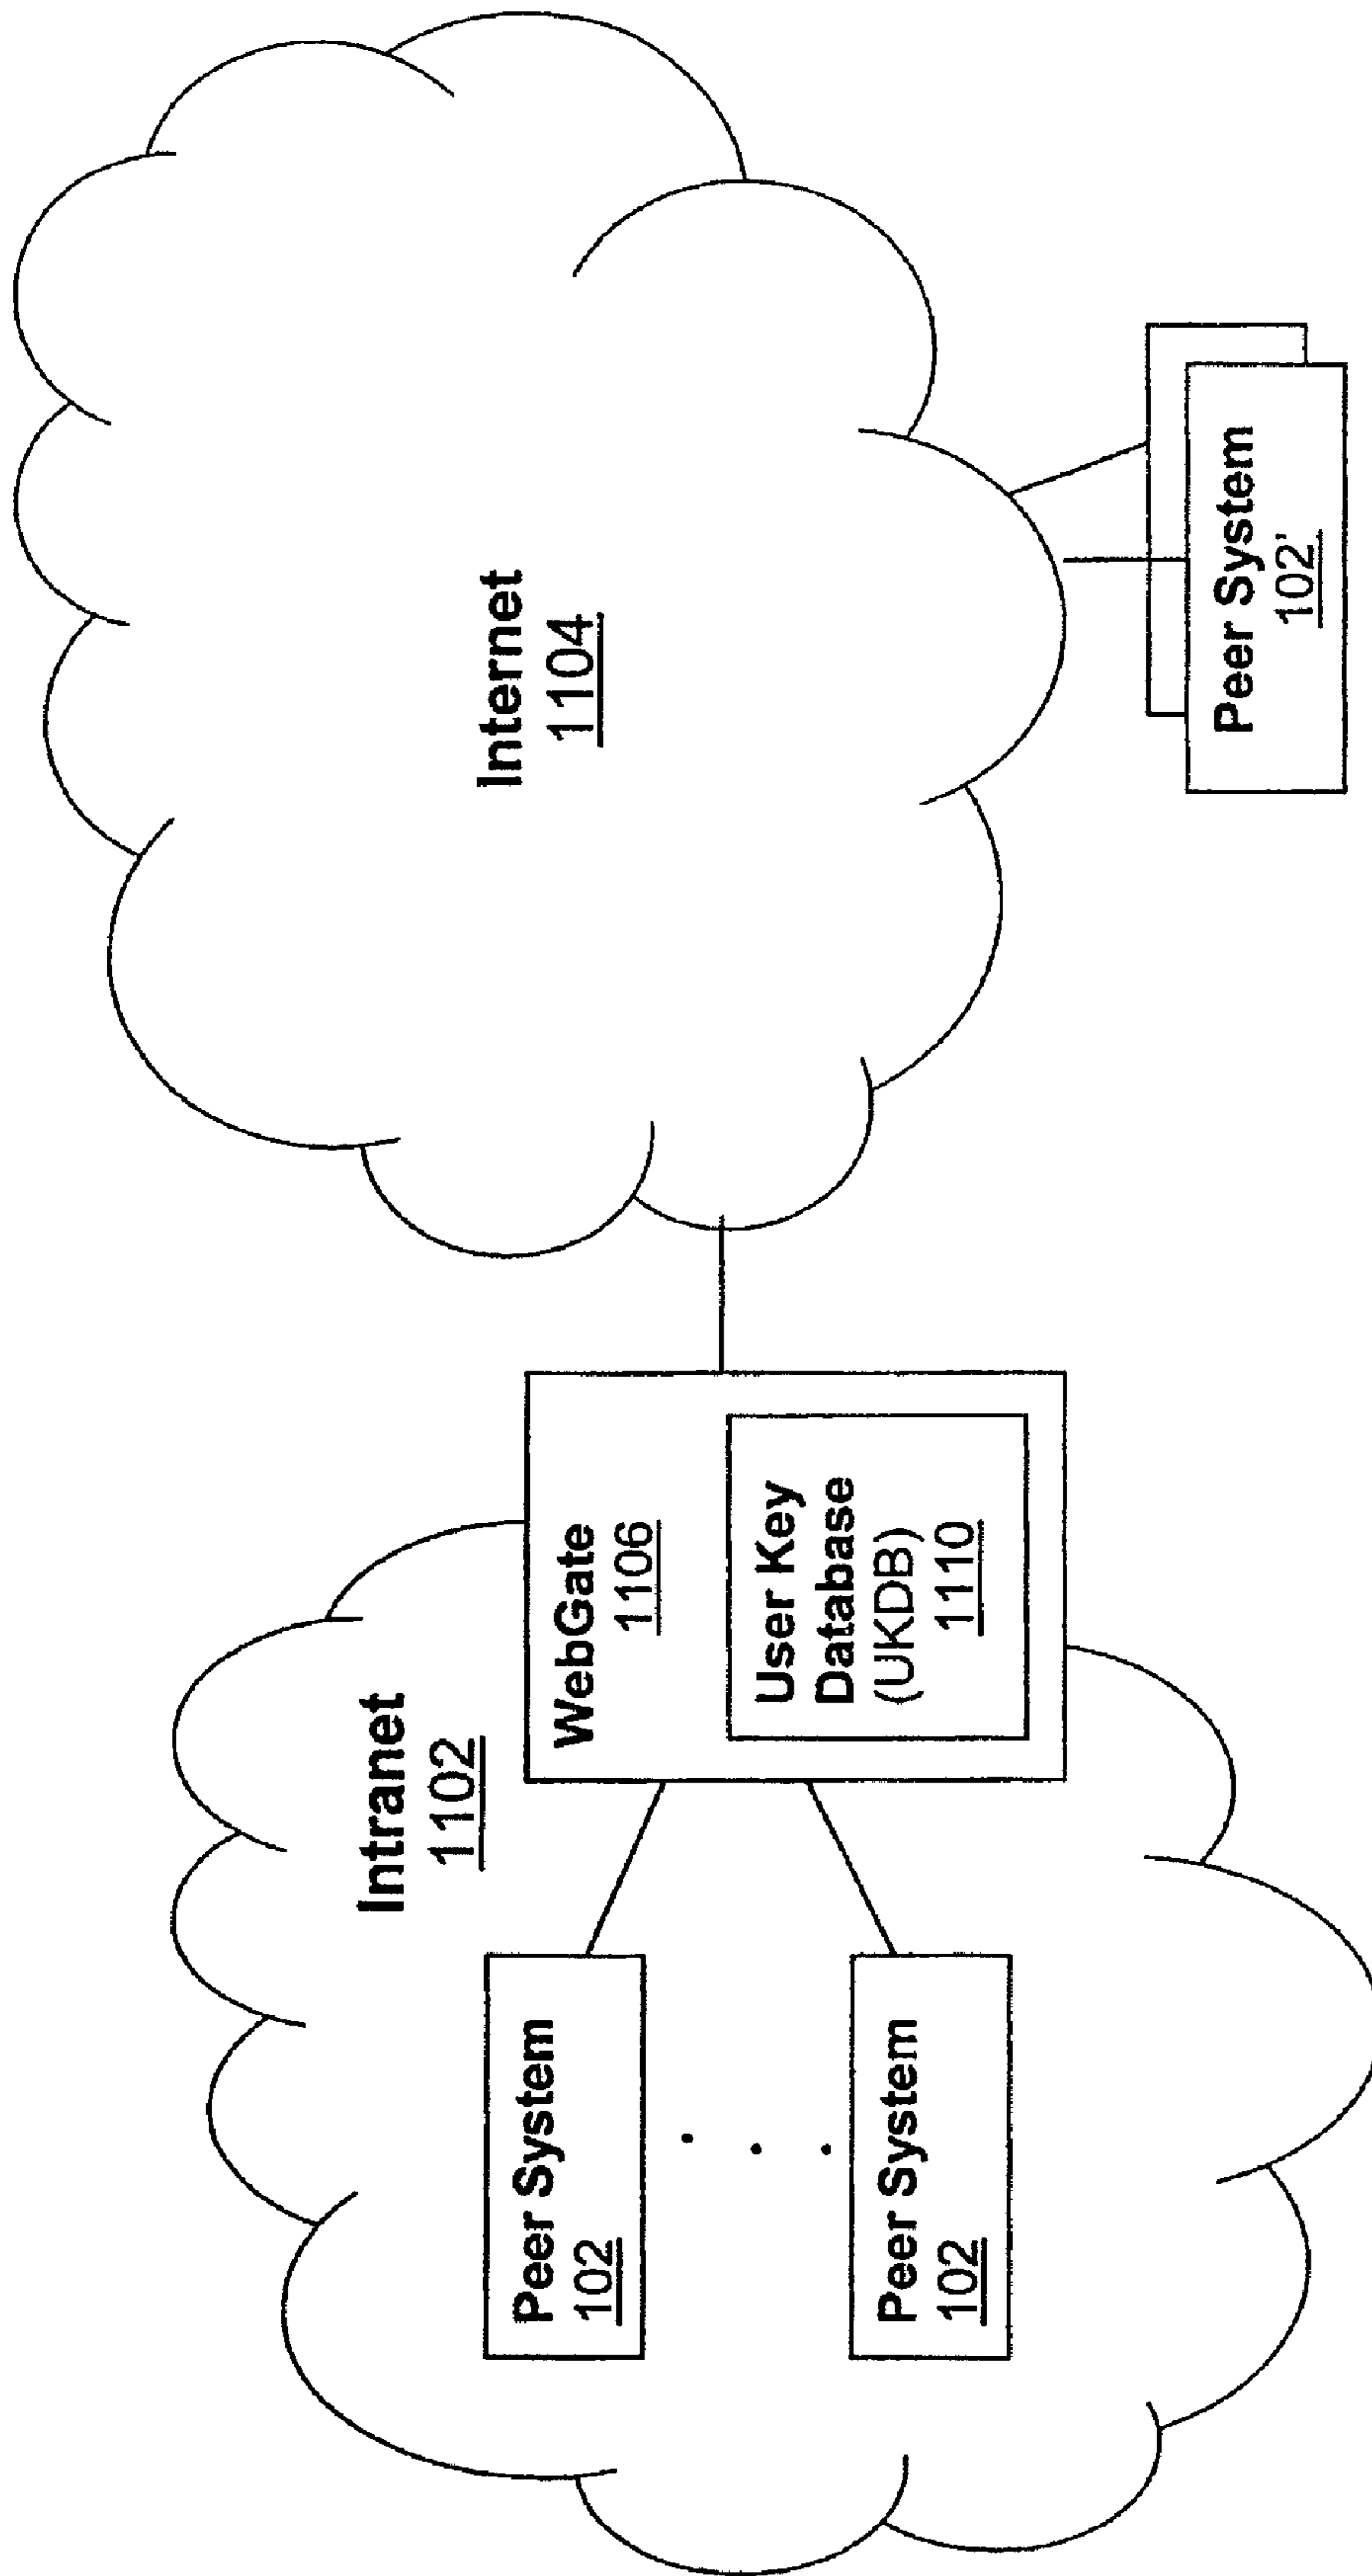 Intranet
1102
Peer System
102
Peer System
102
WebGate
1106
User Key
Database
(UKDB)
1110
Internet
1104
Peer System
102'